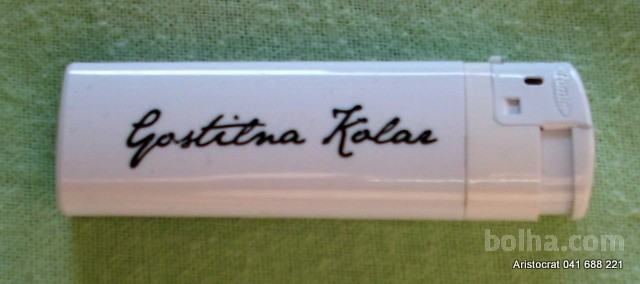 Gostilna Kolar
bolha.com
Aristocrat 041 688 221